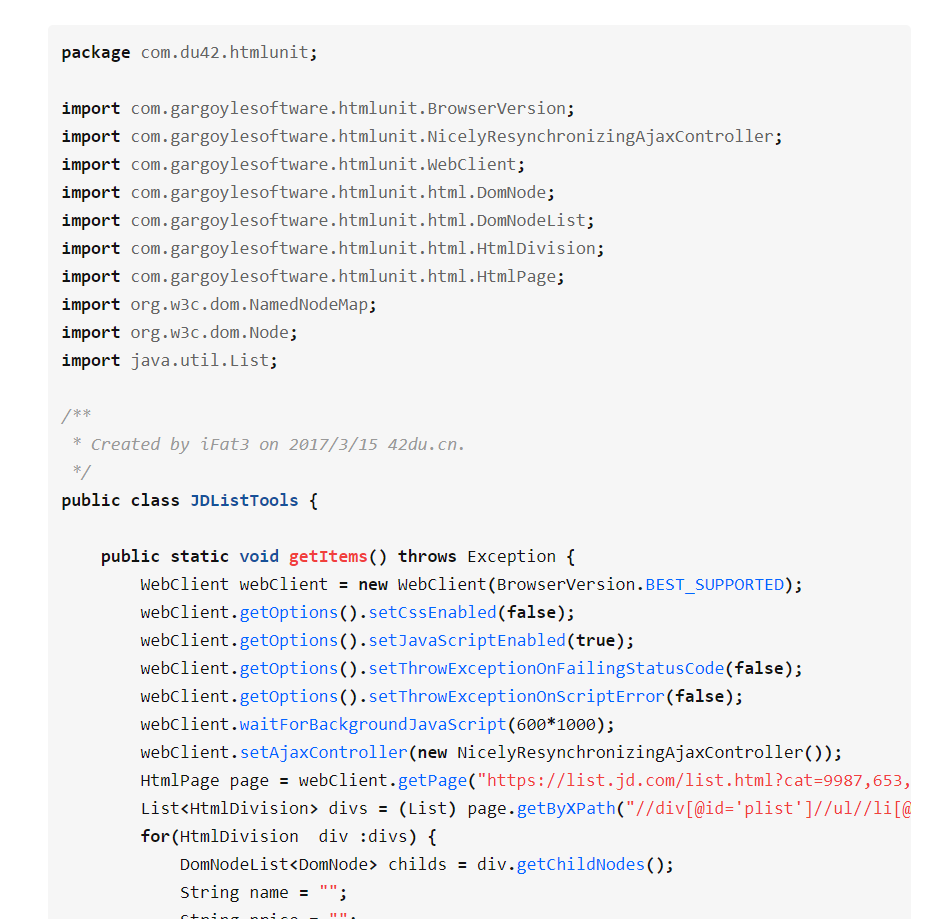 package com.du42.htmlunit;

import com.gargoylesoftware.htmlunit.BrowserVersion;
import com.gargoylesoftware.htmlunit.NicelyResynchronizingAjaxController;
import com.gargoylesoftware.htmlunit.WebClient;
import com.gargoylesoftware.htmlunit.html.DomNode;
import com.gargoylesoftware.htmlunit.html.DomNodeList;
import com.gargoylesoftware.htmlunit.html.HtmlDivision;
import com.gargoylesoftware.htmlunit.html.HtmlPage;
import org.w3c.dom.NamedNodeMap;
import org.w3c.dom.Node;
import java.util.List;

/**
 * Created by iFat3 on 2017/3/15 42du.cn.
 */
public class JDListTools {

    public static void getItems() throws Exception {
        WebClient webClient = new WebClient(BrowserVersion.BEST_SUPPORTED);
        webClient.getOptions().setCssEnabled(false);
        webClient.getOptions().setJavaScriptEnabled(true);
        webClient.getOptions().setThrowExceptionOnFailingStatusCode(false);
        webClient.getOptions().setThrowExceptionOnScriptError(false);
        webClient.waitForBackgroundJavaScript(600*1000);
        webClient.setAjaxController(new NicelyResynchronizingAjaxController());
        HtmlPage page = webClient.getPage("https://list.jd.com/list.html?cat=9987,653,
        List<HtmlDivision> divs = (List) page.getByXPath("//div[@id='plist']//ul//li[@
        for(HtmlDivision  div :divs) {
            DomNodeList<DomNode> childs = div.getChildNodes();
            String name = "";
            String price = "";